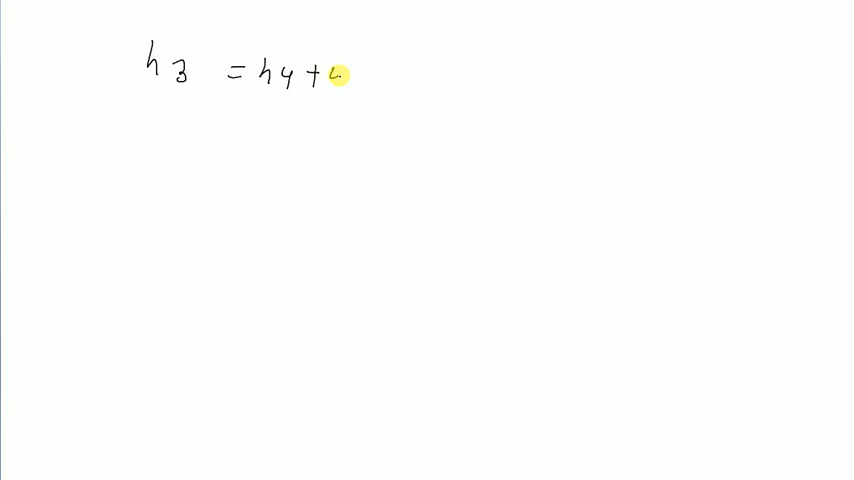 h3 = h4 +